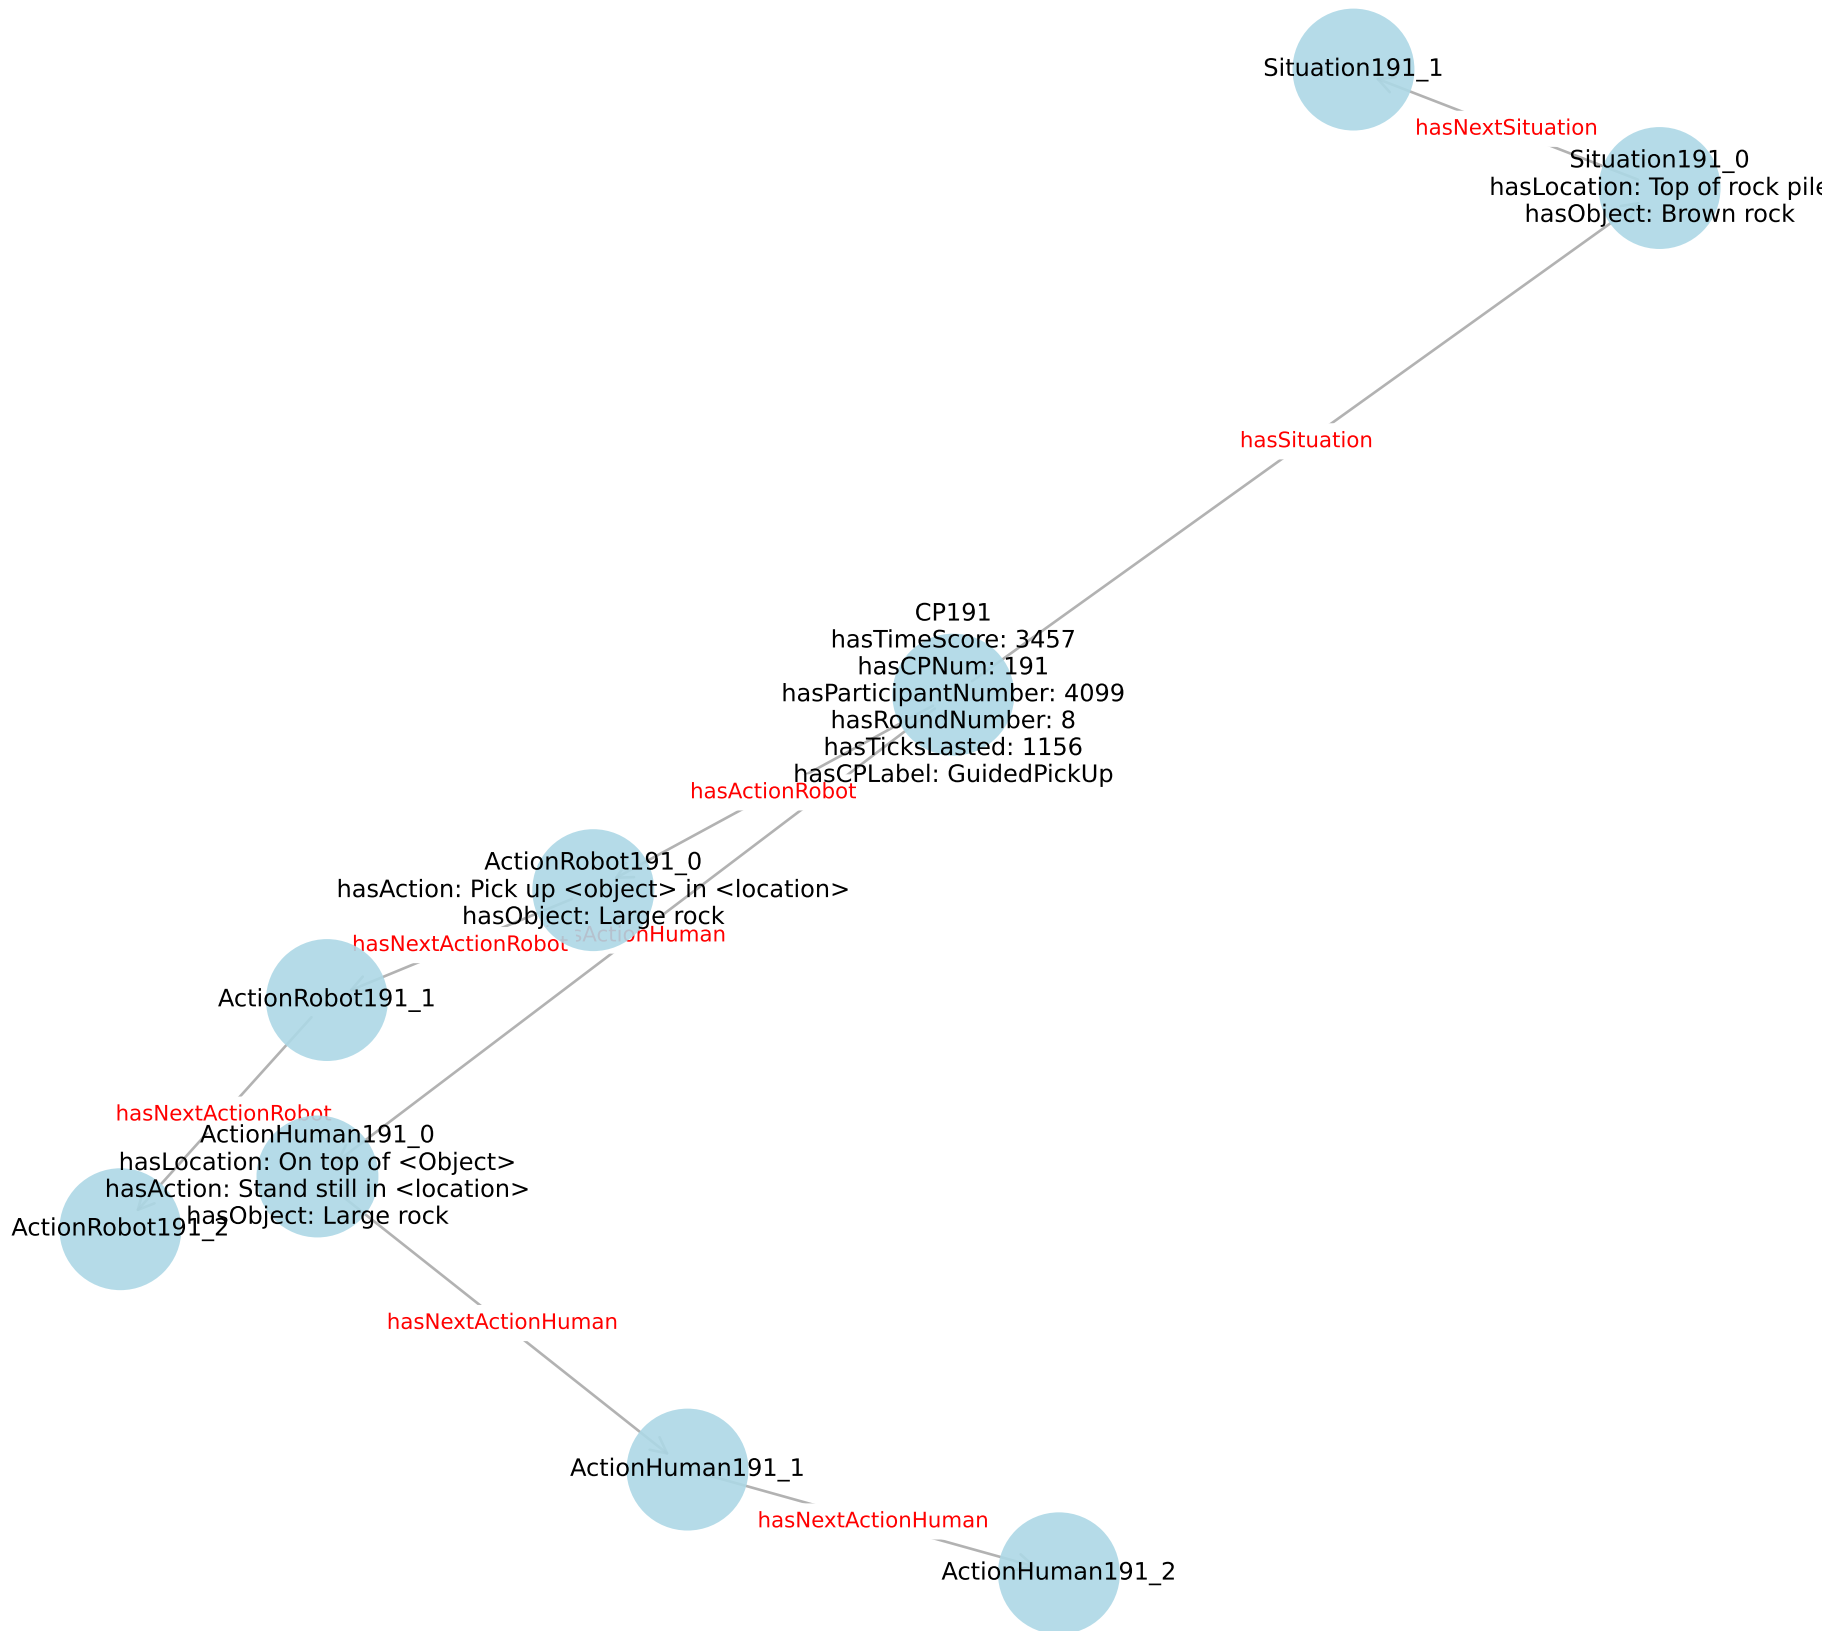 Situation191_1
hasNextSituation
Situation191_0
hasLocation: Top of rock pile
hasObject: Brown rock
hasSituation
CP191
hasTimeScore: 3457
hasCPNum: 191
hasParticipantNumber: 4099
hasRoundNumber: 8
hasTicksLasted: 1156
hasCPLabel: GuidedPickUp
hasActionRobot
ActionRobot191_0
hasAction: Pick up <object> in <location>
hasObject: Large rock
sActionHuman
hasNextActionRobot
ActionRobot191_1
hasNextActionRobot
ActionHuman191_0
hasLocation: On top of <Object>
hasAction: Stand still in <location>
hasObject: Large rock
ActionRobot191_2
hasNextActionHuman
ActionHuman191_1
hasNextActionHuman
ActionHuman191_2